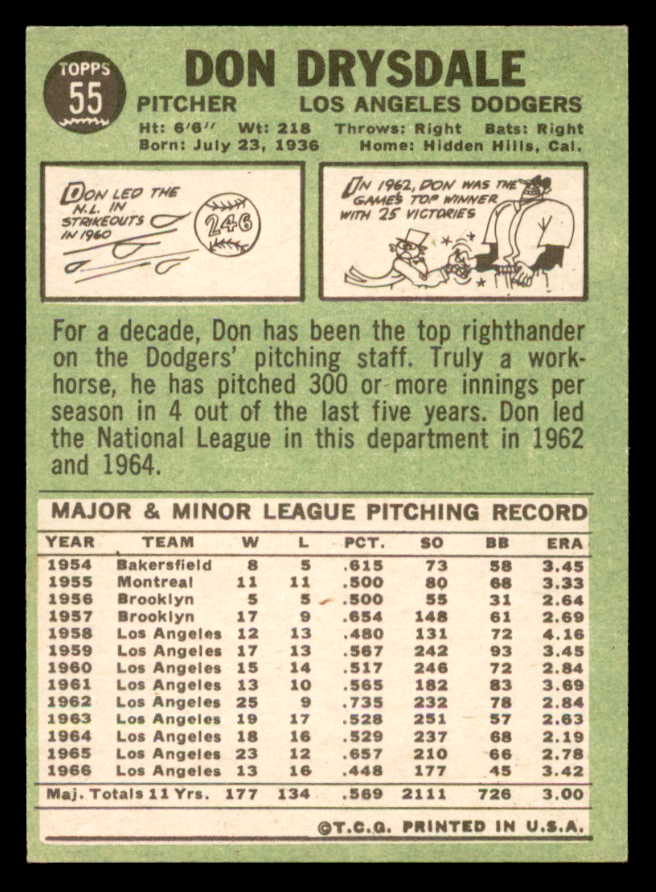 TOPPS
55
DON DRYSDALE
PITCHER LOS ANGELES DODGERS
Ht: 6'6" Wt: 218 Throws: Right Bats: Right
Born: July 23, 1936 Home: Hidden Hills, Cal.
DON LED THE
N.L. IN
STRIKEOUTS
IN 1960
246
IN 1962, DON WAS THE
GAME'S TOP WINNER
WITH 25 VICTORIES
For a decade, Don has been the top righthander
on the Dodgers' pitching staff. Truly a work-
horse, he has pitched 300 or more innings per
season in 4 out of the last five years. Don led
the National League in this department in 1962
and 1964.
MAJOR & MINOR LEAGUE PITCHING RECORD
YEAR TEAM W L PCT. SO BB ERA
1954 Bakersfield 8 5 .615 73 58 3.45
1955 Montreal 11 11 .500 80 68 3.33
1956 Brooklyn 5 5 .500 55 31 2.64
1957 Brooklyn 17 9 .654 148 61 2.69
1958 Los Angeles 12 13 .480 131 72 4.16
1959 Los Angeles 17 13 .567 242 93 3.45
1960 Los Angeles 15 14 .517 246 72 2.84
1961 Los Angeles 13 10 .565 182 83 3.69
1962 Los Angeles 25 9 .735 232 78 2.84
1963 Los Angeles 19 17 .528 251 57 2.63
1964 Los Angeles 18 16 .529 237 68 2.19
1965 Los Angeles 23 12 .657 210 66 2.78
1966 Los Angeles 13 16 .448 177 45 3.42
Maj. Totals 11 Yrs. 177 134 .569 2111 726 3.00
©T.C.G. PRINTED IN U.S.A.